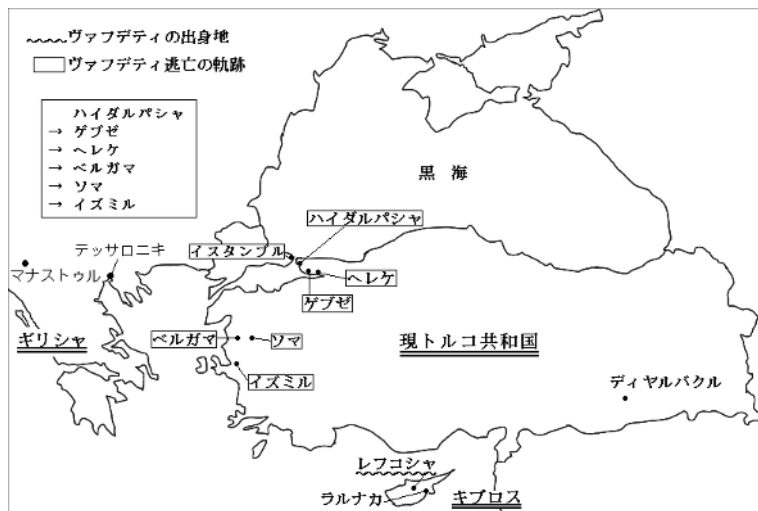 ヴァフデティの出身地
ヴァフデティ逃亡の軌跡
ハイダルパシャ
→ ゲブゼ
→ ヘレケ
→ ベルガマ
→ ソマ
→ イズミル
黒海
ハイダルパシャ
テッサロニキ
イスタンブル
マナストゥル
ヘレケ
ゲブゼ
ギリシャ
ベルガマ
ソマ
現トルコ共和国
イズミル
ディヤルバクル
レフコシャ
ラルナカ
キブロス